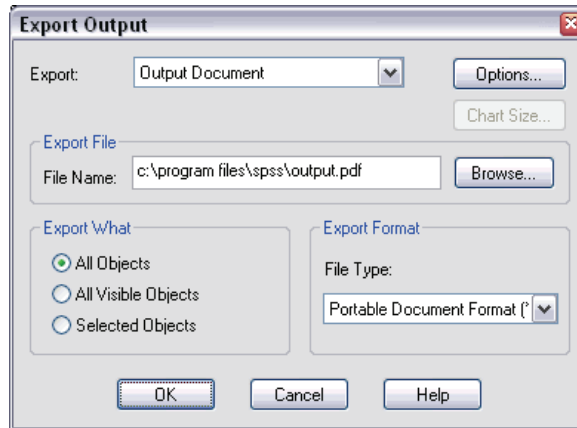 Export Output
Export: Output Document Options...
Chart Size...
Export File
File Name: c:\program files\spss\output.pdf Browse...
Export What Export Format
All Objects File Type:
All Visible Objects Portable Document Format (*
Selected Objects
OK Cancel Help